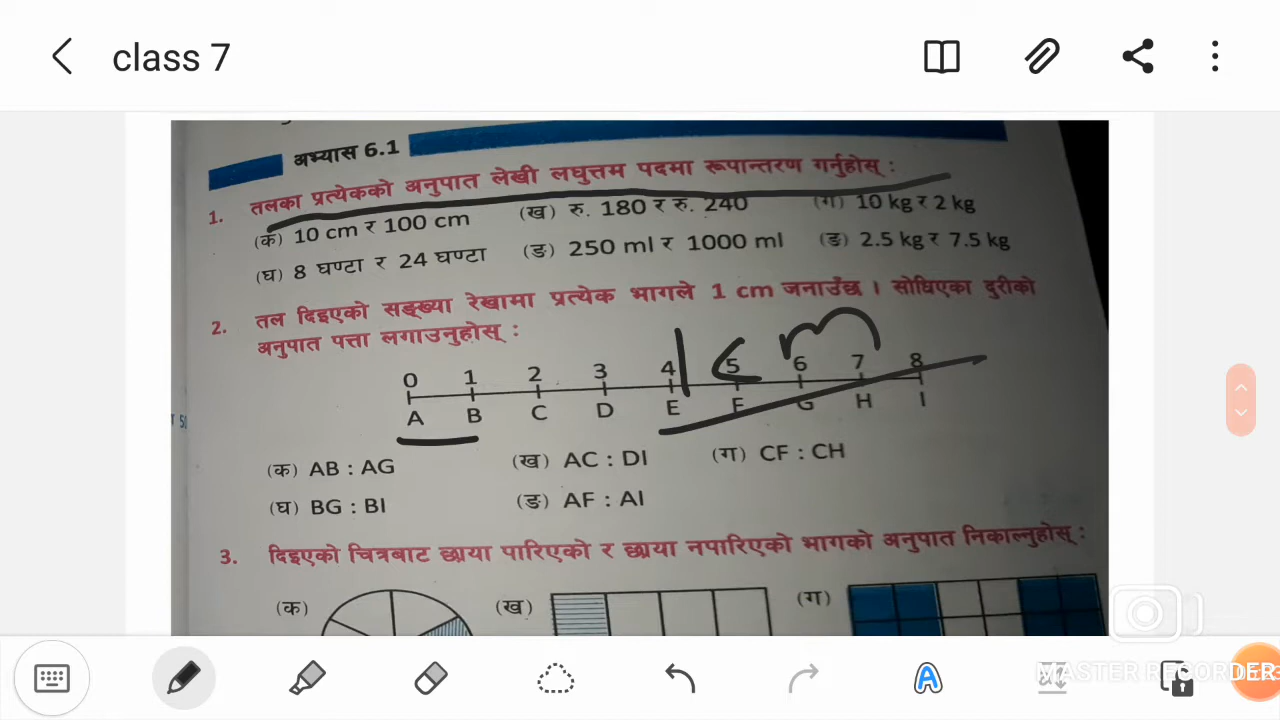 class 7
अभ्यास 6.1
1. तलका प्रत्येकको अनुपात लेखी लघुत्तम पदमा रूपान्तरण गर्नुहोस् :
(क) 10 cm र 100 cm (ख) रु. 180 र रु. 240 (ग) 10 kg र 2 kg
(घ) 8 घण्टा र 24 घण्टा (ङ) 250 ml र 1000 ml (ङ) 2.5 kg र 7.5 kg
2. तल दिइएको सङ्ख्या रेखामा प्रत्येक भागले 1 cm जनाउँछ । सोधिएका दुरीको
अनुपात पत्ता लगाउनुहोस् :
1 cm
0 1 2 3 4 5 6 7 8
A B C D E F G H I
(क) AB : AG (ख) AC : DI (ग) CF : CH
(घ) BG : BI (ङ) AF : AI
3. दिइएको चित्रबाट छाया पारिएको र छाया नपारिएको भागको अनुपात निकाल्नुहोस् :
(क) (ख) (ग)
A
MASTER RECORDER